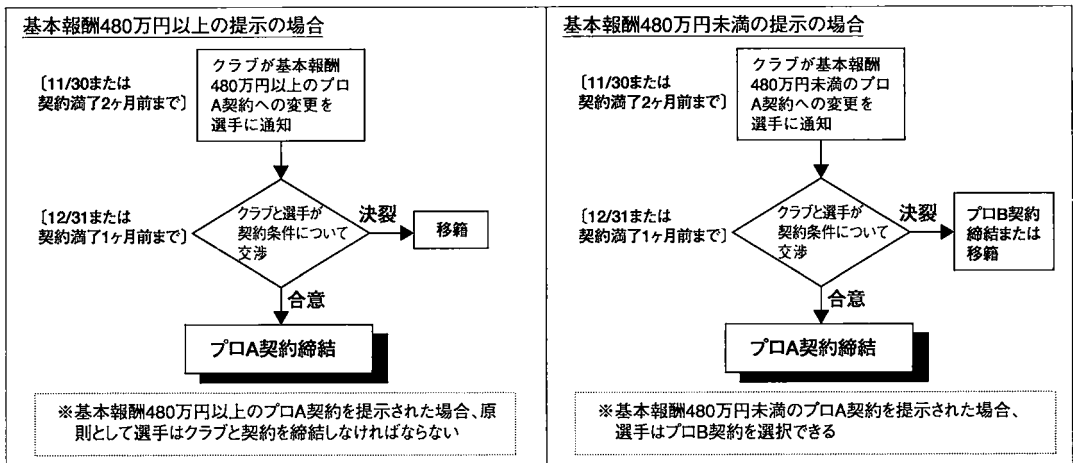 基本報酬480万円以上の提示の場合
〔11/30または
契約満了2ヶ月前まで〕
クラブが基本報酬
480万円以上のプロ
A契約への変更を
選手に通知
〔12/31または
契約満了1ヶ月前まで〕
クラブと選手が
契約条件について
交渉
決裂
移籍
合意
プロA契約締結
※基本報酬480万円以上のプロA契約を提示された場合、原
則として選手はクラブと契約を締結しなければならない
基本報酬480万円未満の提示の場合
〔11/30または
契約満了2ヶ月前まで〕
クラブが基本報酬
480万円未満のプロ
A契約への変更を
選手に通知
〔12/31または
契約満了1ヶ月前まで〕
クラブと選手が
契約条件について
交渉
決裂
プロB契約
締結または
移籍
合意
プロA契約締結
※基本報酬480万円未満のプロA契約を提示された場合、
選手はプロB契約を選択できる